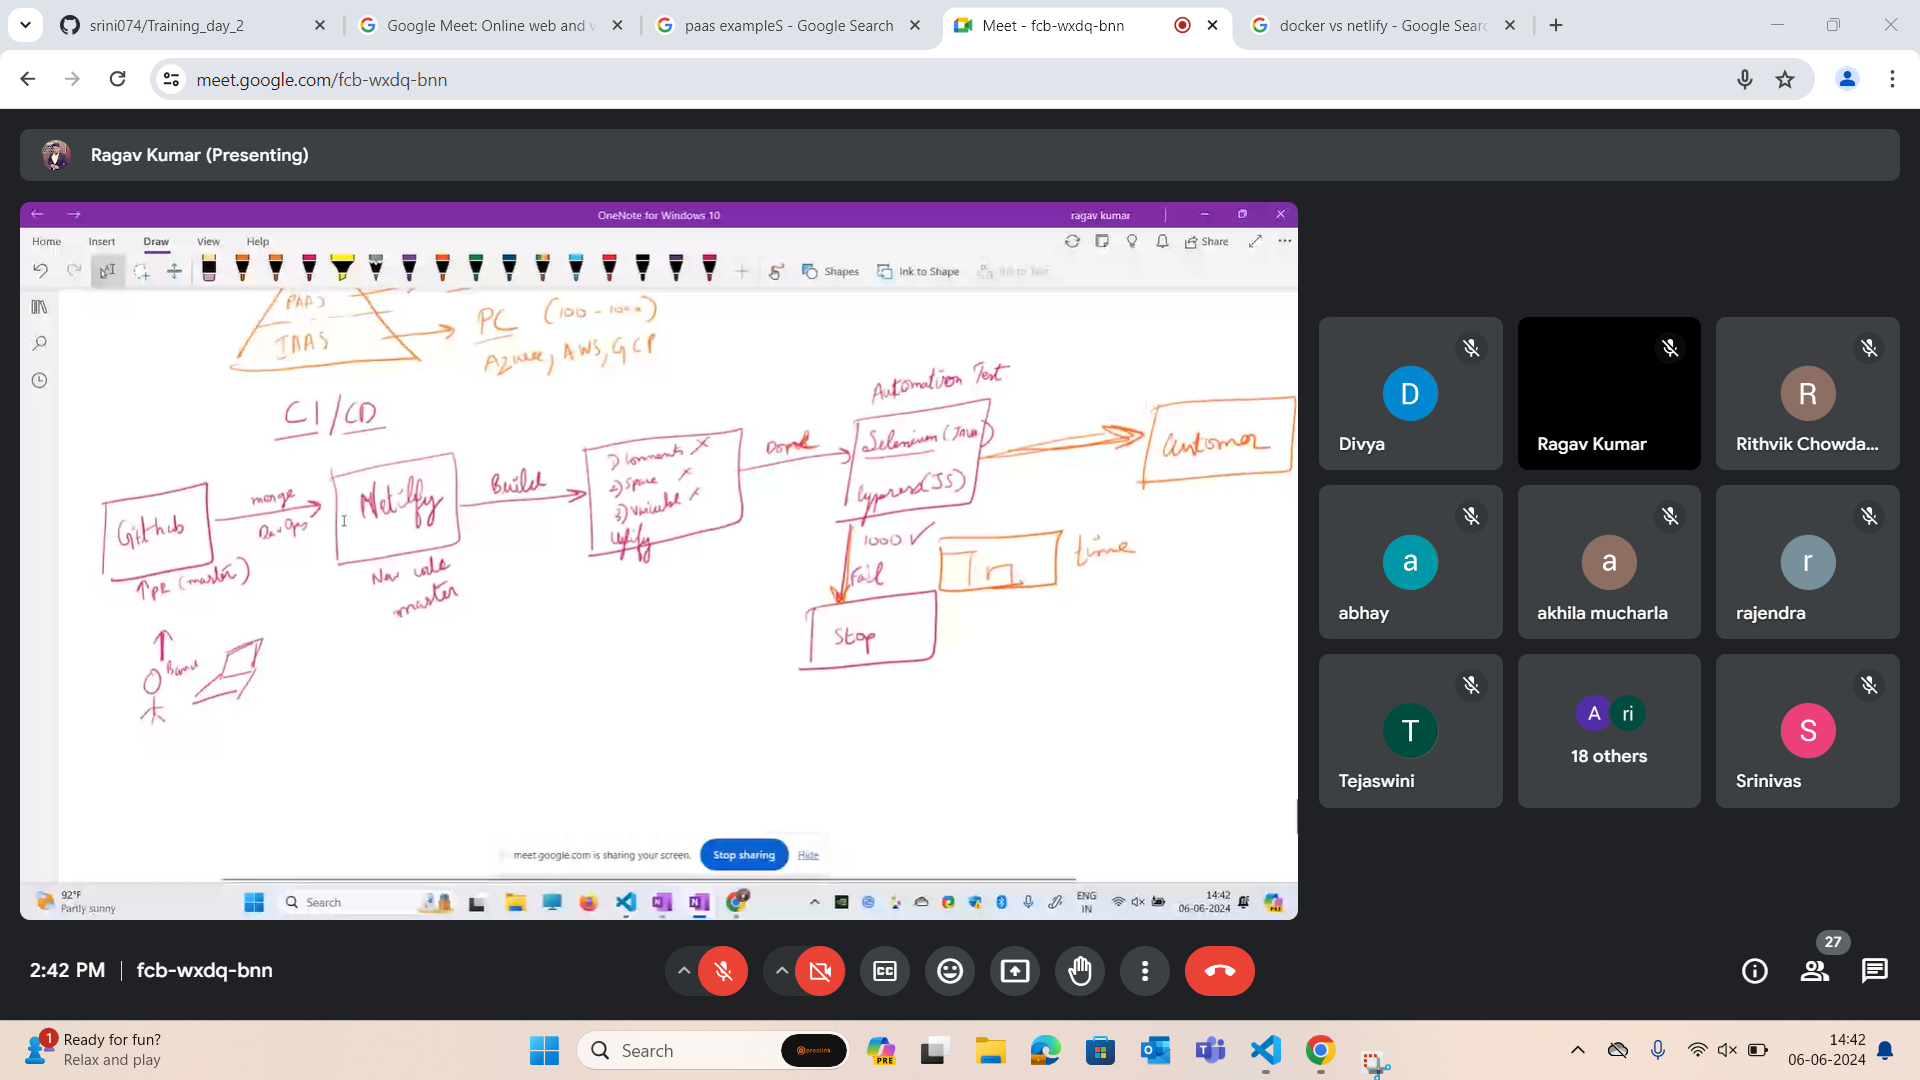 srini074/Training_day_2
Google Meet: Online web and v
paas exampleS - Google Search
Meet - fcb-wxdq-bnn
docker vs netlify - Google Searc
meet.google.com/fcb-wxdq-bnn
Ragav Kumar (Presenting)
OneNote for Windows 10
ragav kumar
Home Insert Draw View Help
Share
Shapes
Ink to Shape
PAAS
IAAS
PC (100 - 1000)
Azure, AWS, GCP
CI/CD
Automation Test
Github
merge
DevOps
Netilfy
Build
1) Comments x
2) Space x
3) Variable x
Uglify
Done
Selenium (Java)
Cypress (JS)
Customer
PR (master)
New code
master
1000 ✓
Fail
time
Stop
meet.google.com is sharing your screen.
Stop sharing
Hide
92°F
Partly sunny
Search
ENG
IN
14:42
06-06-2024
Divya
Ragav Kumar
R
Rithvik Chowda...
D
a
abhay
a
akhila mucharla
r
rajendra
T
Tejaswini
A ri
18 others
S
Srinivas
2:42 PM | fcb-wxdq-bnn
27
1
Ready for fun?
Relax and play
Search
PRE
14:42
06-06-2024